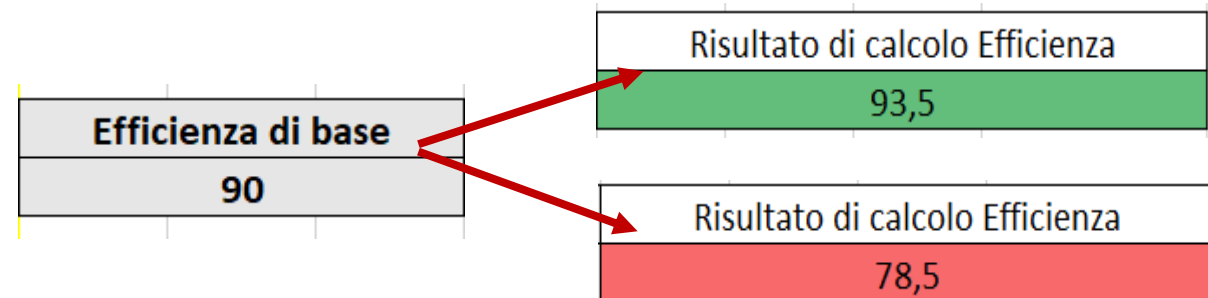 Efficienza di base
90
Risultato di calcolo Efficienza
93,5
Risultato di calcolo Efficienza
78,5